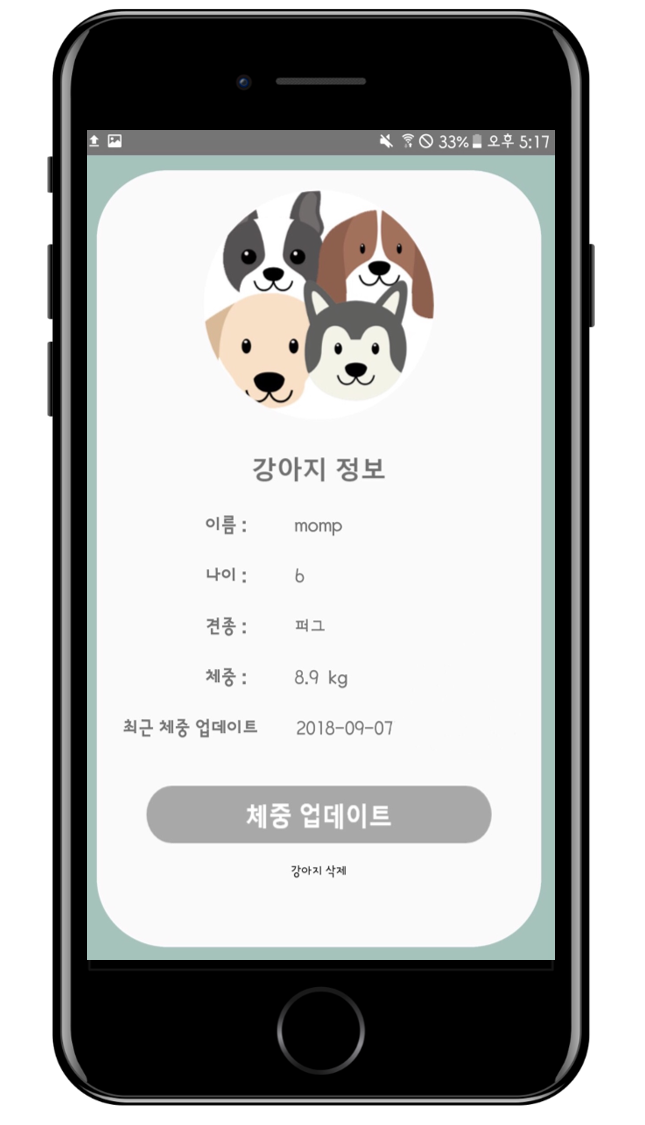 33% 오후 5:17
강아지 정보
이름 : momp
나이 : 6
견종 : 퍼그
체중 : 8.9 kg
최근 체중 업데이트 2018-09-07
체중 업데이트
강아지 삭제